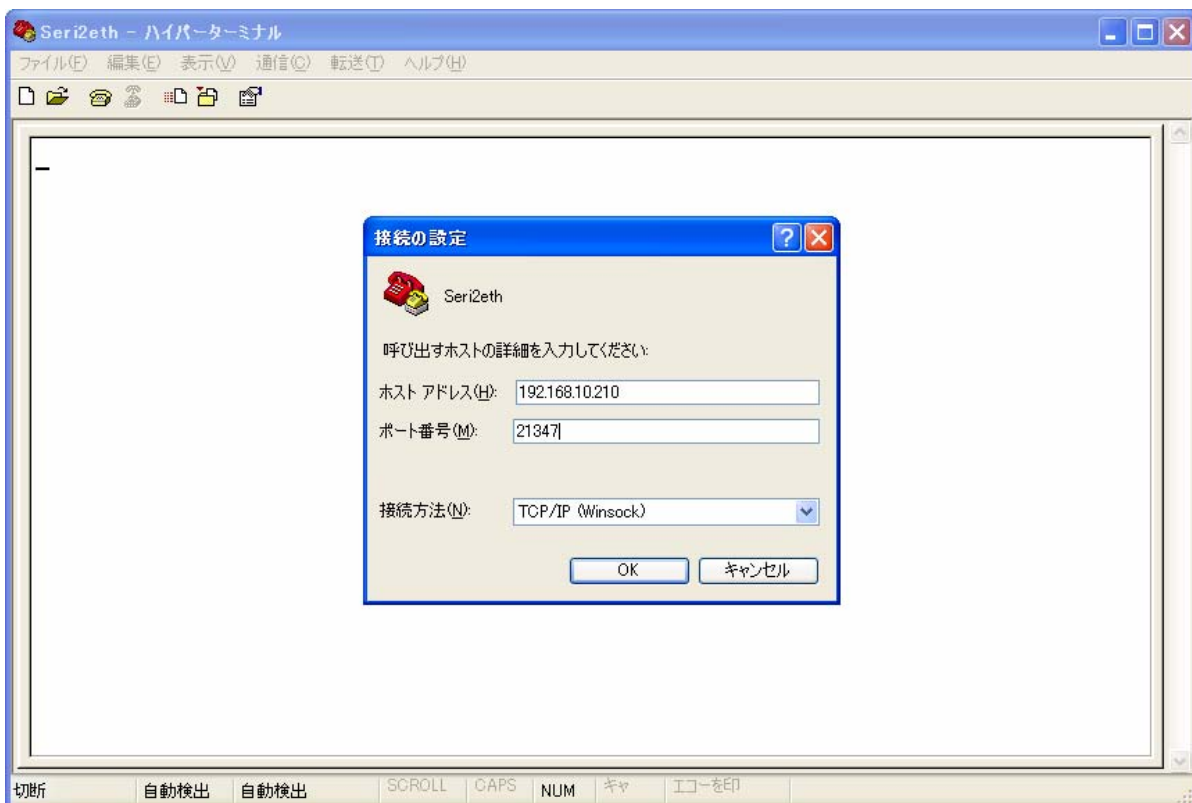 Seri2eth - ハイパーターミナル
ファイル(F) 編集(E) 表示(V) 通信(C) 転送(T) ヘルプ(H)
接続の設定
Seri2eth
呼び出すホストの詳細を入力してください:
ホスト アドレス(H): 192.168.10.210
ポート番号(M): 21347
接続方法(N): TCP/IP (Winsock)
OK キャンセル
切断 自動検出 自動検出 SCROLL CAPS NUM キャ エコーを印